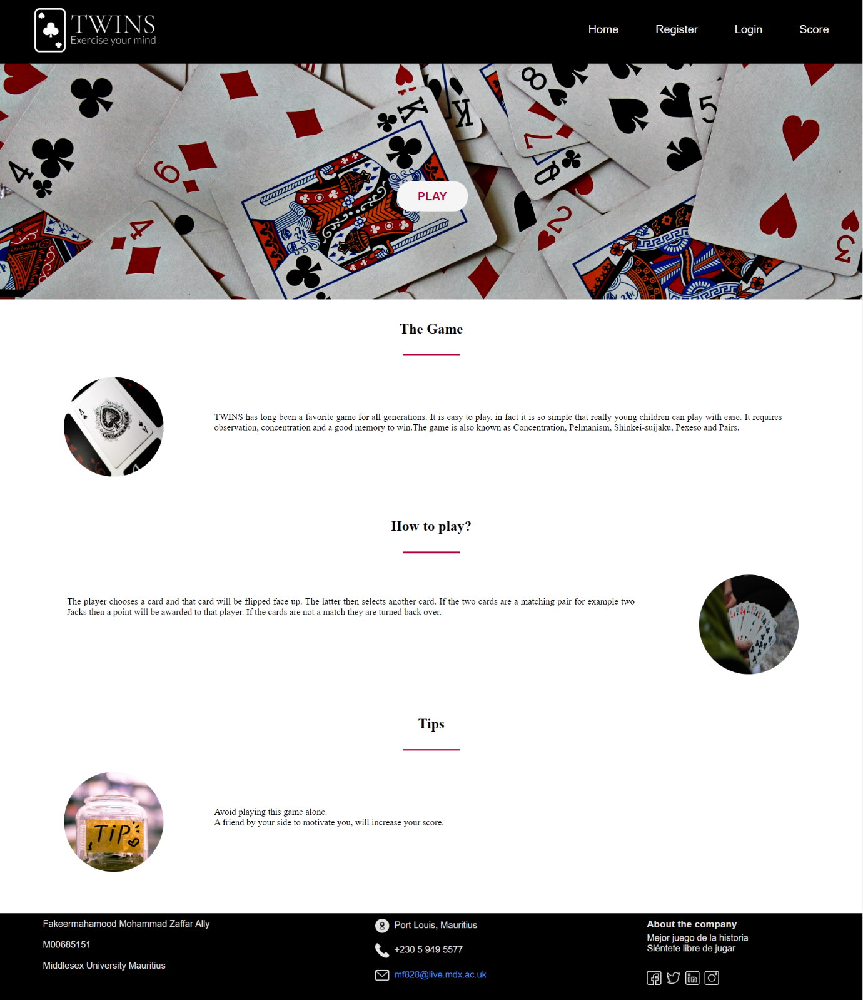 TWINS
Exercise your mind
Home
Register
Login
Score
8
K
K
5
7
Q
4
6
2
4
3
PLAY
The Game
A
A
TWINS has long been a favorite game for all generations. It is easy to play, in fact it is so simple that really young children can play with ease. It requires
observation, concentration and a good memory to win.The game is also known as Concentration, Pelmanism, Shinkei-suijaku, Pexeso and Pairs.
How to play?
The player chooses a card and that card will be flipped face up. The latter then selects another card. If the two cards are a matching pair for example two
Jacks then a point will be awarded to that player. If the cards are not a match they are turned back over.
Tips
TiP
Avoid playing this game alone.
A friend by your side to motivate you, will increase your score.
Fakeermahamood Mohammad Zaffar Ally
M00685151
Middlesex University Mauritius
Port Louis, Mauritius
+230 5 949 5577
mf828@live.mdx.ac.uk
About the company
Mejor juego de la historia
Siéntete libre de jugar